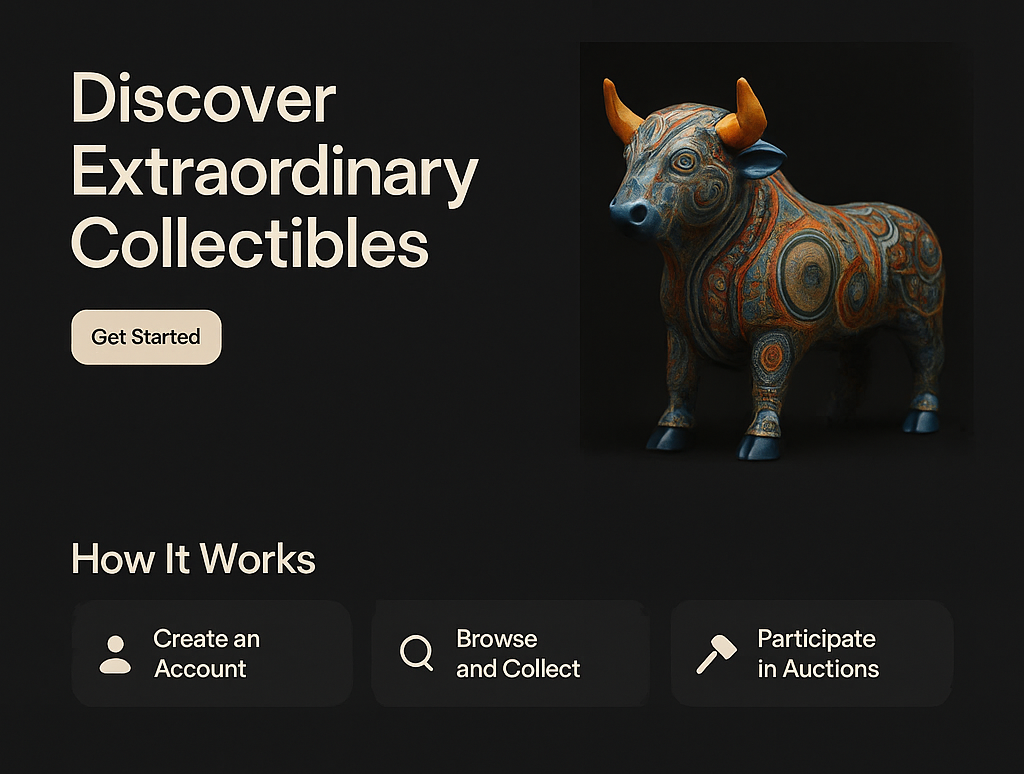 Discover
Extraordinary
Collectibles
Get Started
How It Works
Create an
Account
Browse
and Collect
Participate
in Auctions